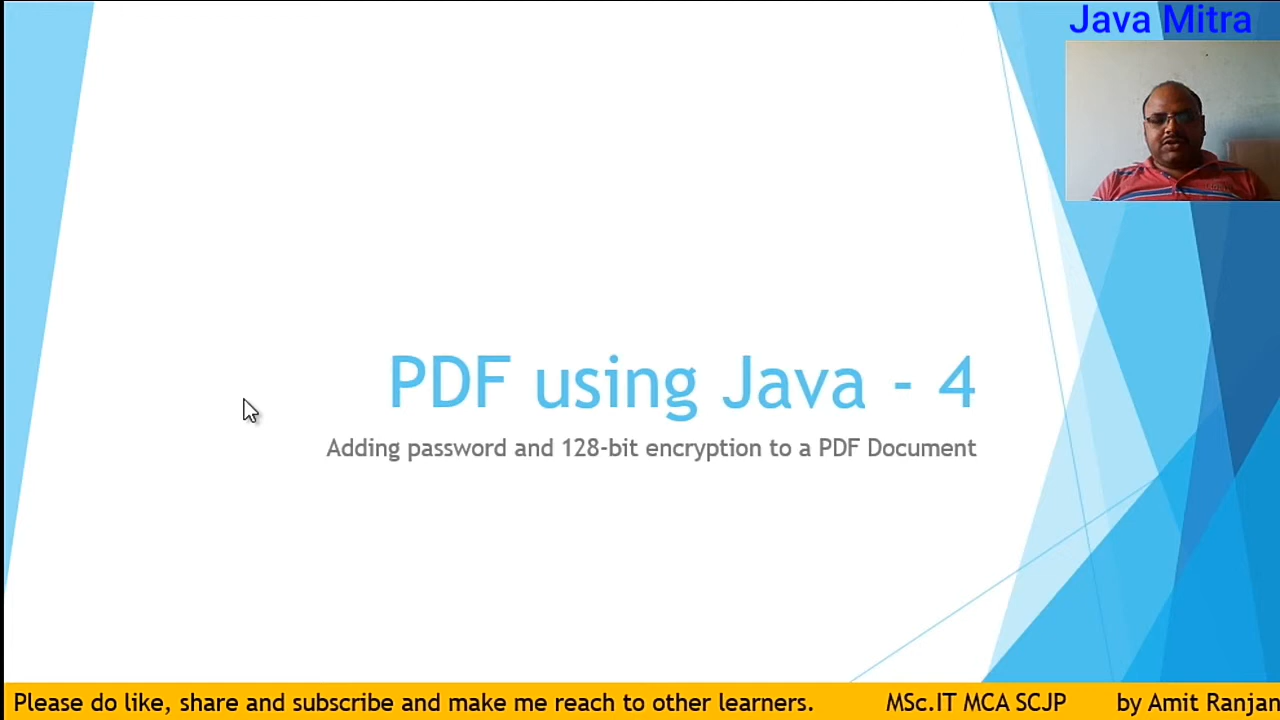 Java Mitra
PDF using Java - 4
Adding password and 128-bit encryption to a PDF Document
Please do like, share and subscribe and make me reach to other learners. MSc.IT MCA SCJP by Amit Ranjan